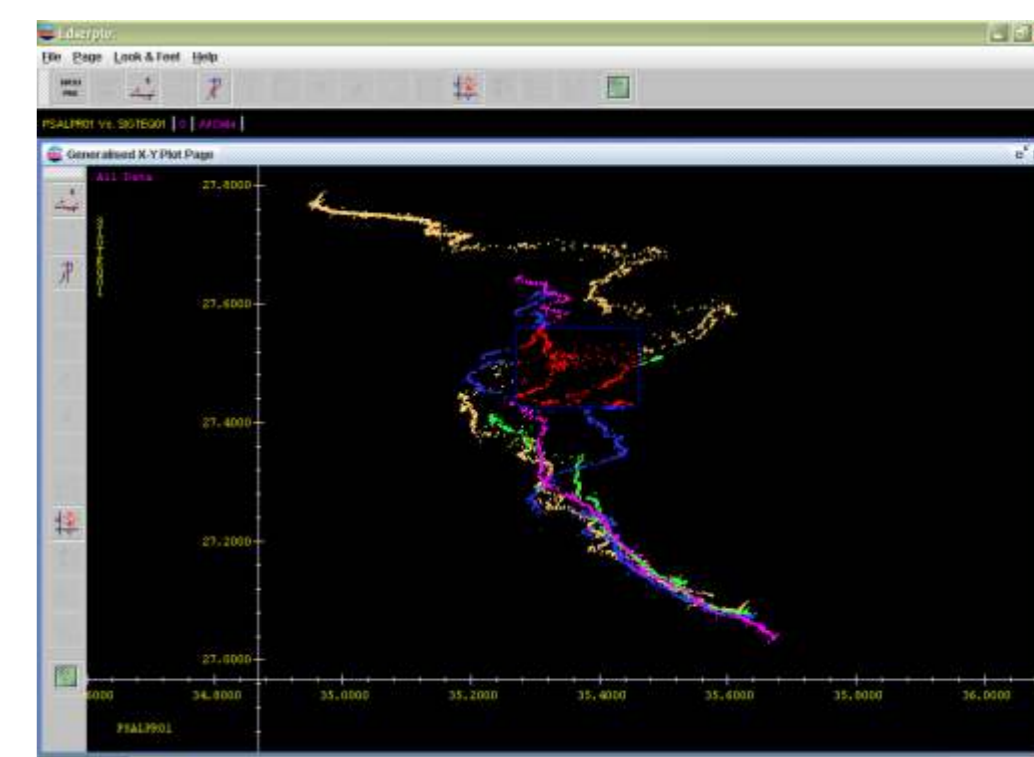 Edserplo
File Page Look & Feel Help
PSALPR01 Vs. SIGTEQ01 0
Generalised X-Y Plot Page
All Data
27.8000
27.6000
27.4000
27.2000
27.0000
34.8000 35.0000 35.2000 35.4000 35.6000 35.8000 36.0000
PSALPR01